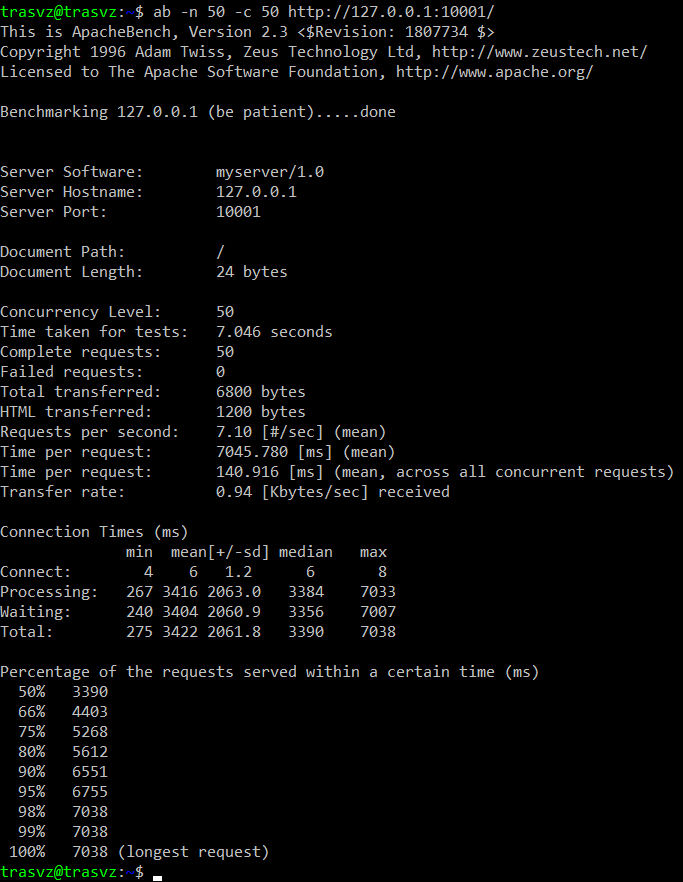 trasvz@trasvz:~$ ab -n 50 -c 50 http://127.0.0.1:10001/
This is ApacheBench, Version 2.3 <$Revision: 1807734 $>
Copyright 1996 Adam Twiss, Zeus Technology Ltd, http://www.zeustech.net/
Licensed to The Apache Software Foundation, http://www.apache.org/

Benchmarking 127.0.0.1 (be patient).....done


Server Software:        myserver/1.0
Server Hostname:        127.0.0.1
Server Port:            10001

Document Path:          /
Document Length:        24 bytes

Concurrency Level:      50
Time taken for tests:   7.046 seconds
Complete requests:      50
Failed requests:        0
Total transferred:      6800 bytes
HTML transferred:       1200 bytes
Requests per second:    7.10 [#/sec] (mean)
Time per request:       7045.780 [ms] (mean)
Time per request:       140.916 [ms] (mean, across all concurrent requests)
Transfer rate:          0.94 [Kbytes/sec] received

Connection Times (ms)
              min  mean[+/-sd] median   max
Connect:        4    6   1.2      6       8
Processing:   267 3416 2063.0   3384    7033
Waiting:      240 3404 2060.9   3356    7007
Total:        275 3422 2061.8   3390    7038

Percentage of the requests served within a certain time (ms)
  50%   3390
  66%   4403
  75%   5268
  80%   5612
  90%   6551
  95%   6755
  98%   7038
  99%   7038
 100%   7038 (longest request)
trasvz@trasvz:~$